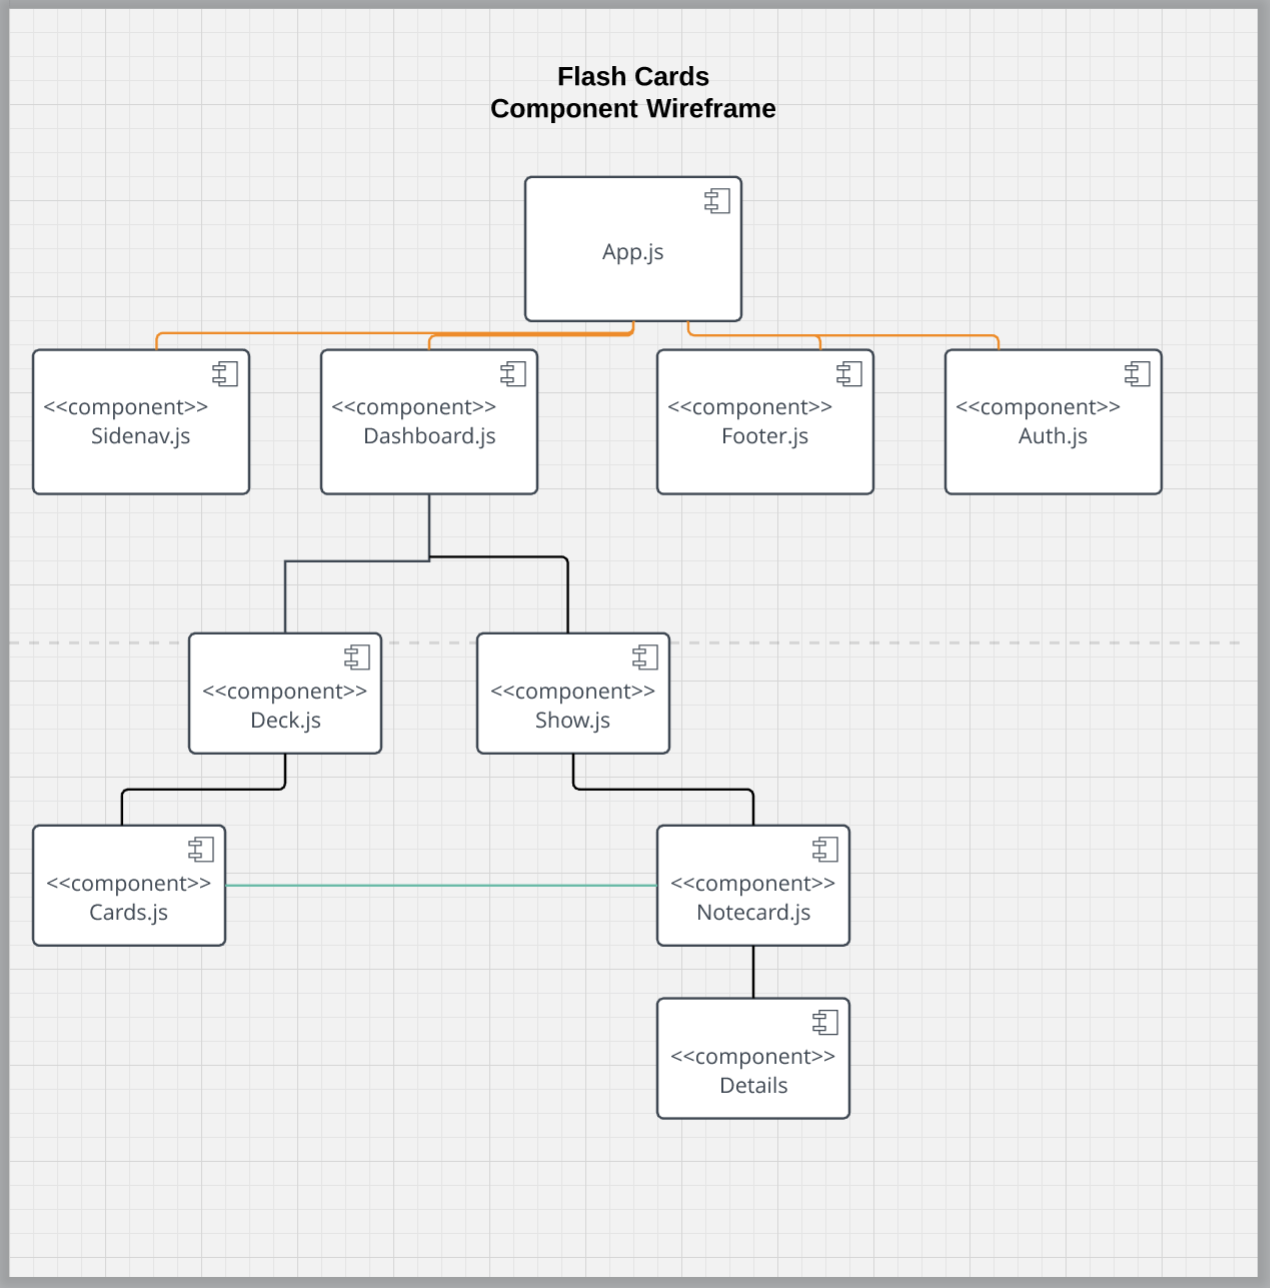 Flash Cards
Component Wireframe
App.js
<<component>>
Sidenav.js
<<component>>
Dashboard.js
<<component>>
Footer.js
<<component>>
Auth.js
<<component>>
Deck.js
<<component>>
Show.js
<<component>>
Cards.js
<<component>>
Notecard.js
<<component>>
Details